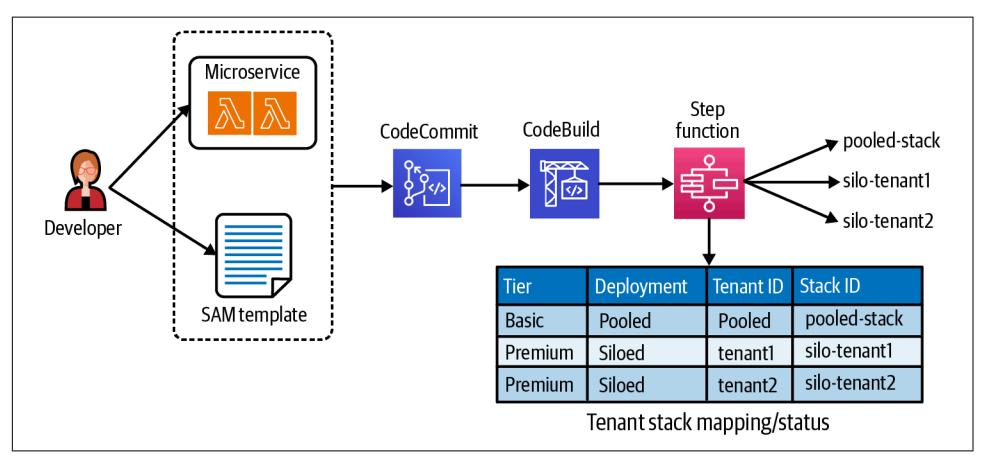 Microservice
Developer
SAM template
CodeCommit
CodeBuild
Step
function
pooled-stack
silo-tenant1
silo-tenant2
Tier Deployment Tenant ID Stack ID
Basic Pooled Pooled pooled-stack
Premium Siloed tenant1 silo-tenant1
Premium Siloed tenant2 silo-tenant2
Tenant stack mapping/status